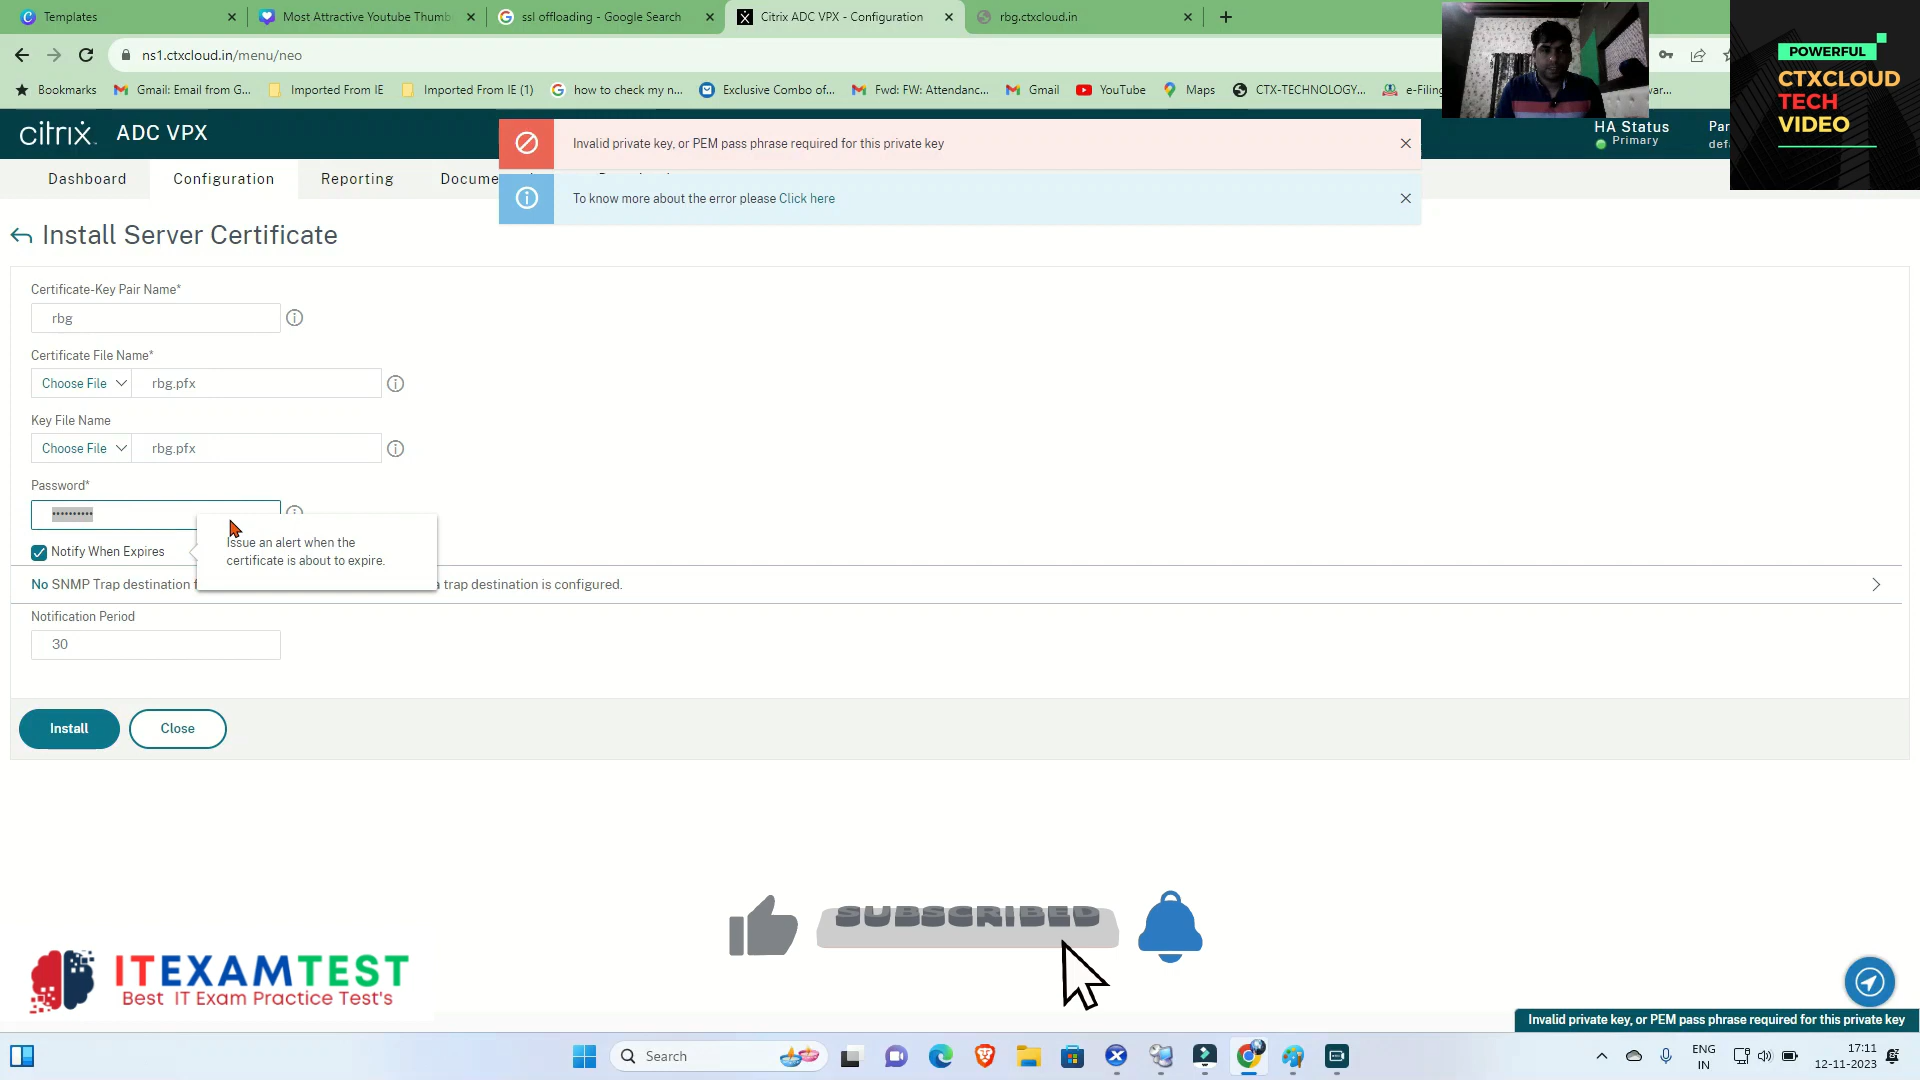 Templates
Most Attractive Youtube Thumb
ssl offloading - Google Search
Citrix ADC VPX - Configuration
rbg.ctxcloud.in
ns1.ctxcloud.in/menu/neo
Bookmarks
Gmail: Email from G...
Imported From IE
Imported From IE (1)
how to check my n...
Exclusive Combo of...
Fwd: FW: Attendanc...
Gmail
YouTube
Maps
CTX-TECHNOLOGY...
e-Filing
POWERFUL
CTXCLOUD
TECH
VIDEO
citrix ADC VPX
Invalid private key, or PEM pass phrase required for this private key
HA Status
Primary
Dashboard
Configuration
Reporting
To know more about the error please Click here
Install Server Certificate
Certificate-Key Pair Name*
rbg
Certificate File Name*
Choose File
rbg.pfx
Key File Name
Choose File
rbg.pfx
Password*
Notify When Expires
Issue an alert when the
certificate is about to expire.
No SNMP Trap destination
trap destination is configured.
Notification Period
30
Install
Close
SUBSCRIBED
ITEXAMTEST
Best IT Exam Practice Test's
Invalid private key, or PEM pass phrase required for this private key
Search
ENG
IN
17:11
12-11-2023